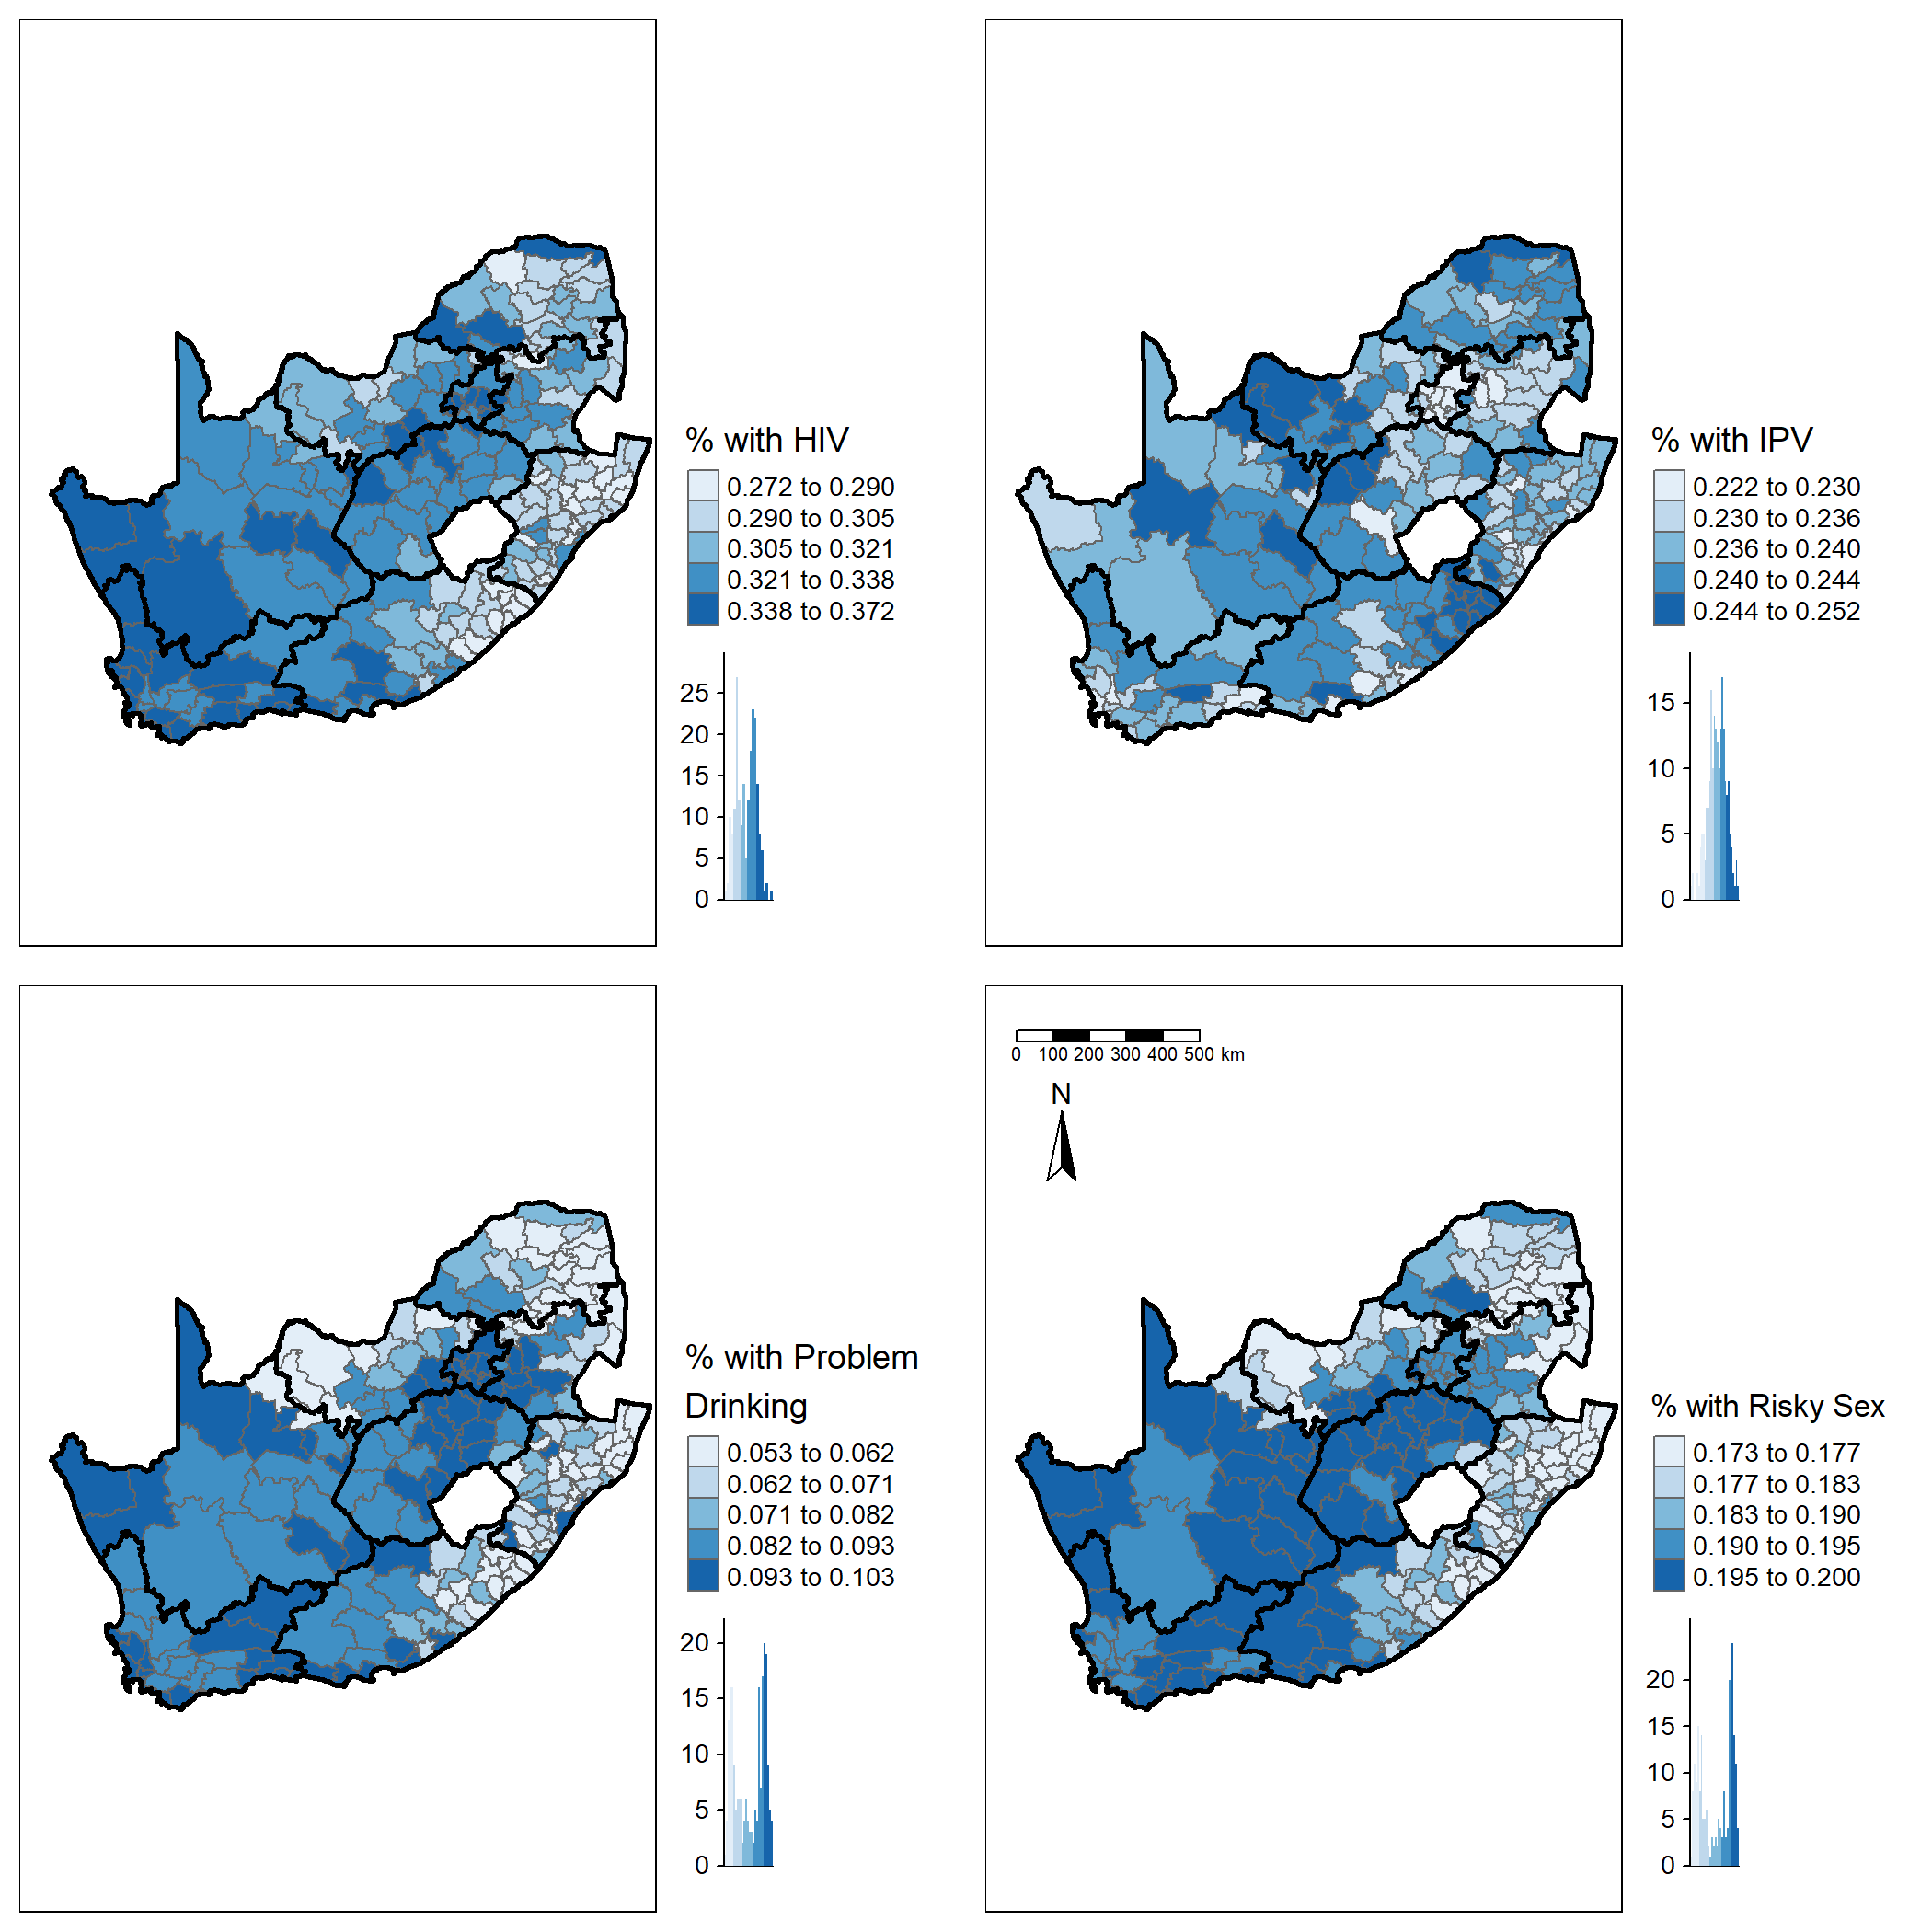 % with HIV
0.272 to 0.290
0.290 to 0.305
0.305 to 0.321
0.321 to 0.338
0.338 to 0.372
25
20
15
10
5
0
% with IPV
0.222 to 0.230
0.230 to 0.236
0.236 to 0.240
0.240 to 0.244
0.244 to 0.252
15
10
5
0
% with Problem
Drinking
0.053 to 0.062
0.062 to 0.071
0.071 to 0.082
0.082 to 0.093
0.093 to 0.103
20
15
10
5
0
0 100 200 300 400 500 km
N
% with Risky Sex
0.173 to 0.177
0.177 to 0.183
0.183 to 0.190
0.190 to 0.195
0.195 to 0.200
20
15
10
5
0